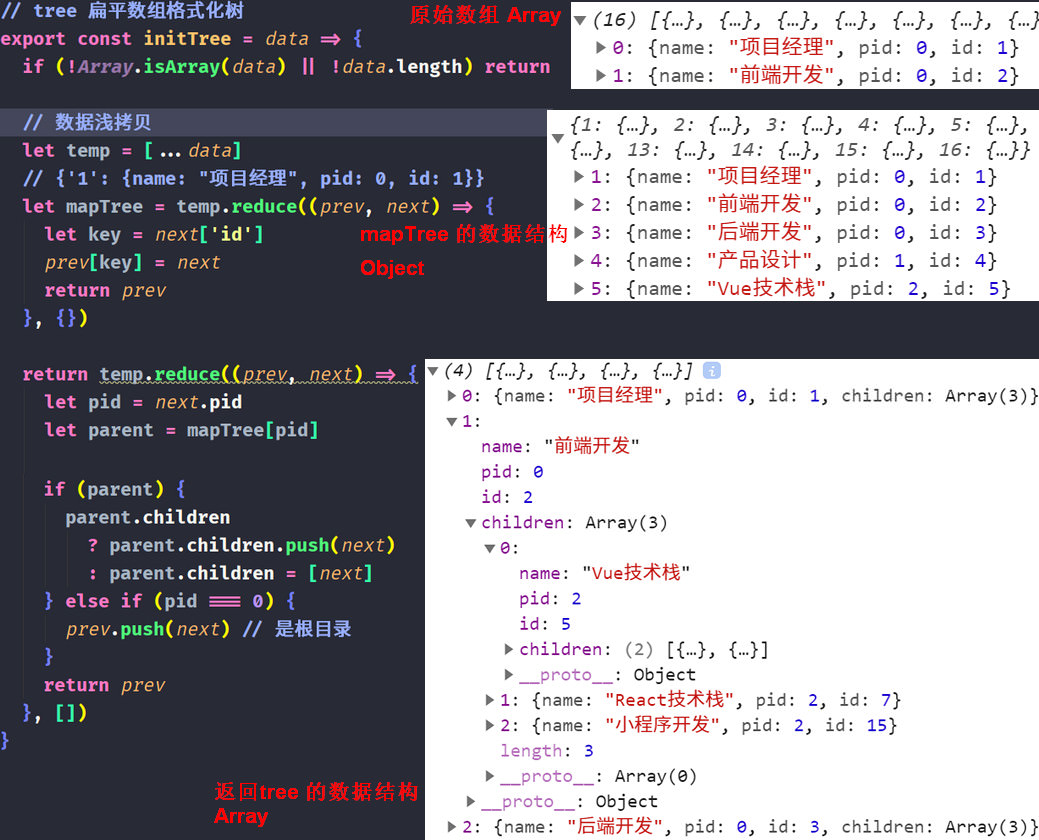 // tree 扁平数组格式化树
export const initTree = data => {
if (!Array.isArray(data) || !data.length) return
// 数据浅拷贝
let temp = [...data]
// {'1': {name: "项目经理", pid: 0, id: 1}}
let mapTree = temp.reduce((prev, next) => {
let key = next['id']
prev[key] = next
return prev
}, {})
return temp.reduce((prev, next) => {
let pid = next.pid
let parent = mapTree[pid]
if (parent) {
parent.children
? parent.children.push(next)
: parent.children = [next]
} else if (pid === 0) {
prev.push(next) // 是根目录
}
return prev
}, [])
}
原始数组 Array
▼(16) [{…}, {…}, {…}, {…}, {…}, {…}, {…}
▶0: {name: "项目经理", pid: 0, id: 1}
▶1: {name: "前端开发", pid: 0, id: 2}
mapTree 的数据结构
Object
{1: {…}, 2: {…}, 3: {…}, 4: {…}, 5: {…},
▼{…}, 13: {…}, 14: {…}, 15: {…}, 16: {…}}
▶1: {name: "项目经理", pid: 0, id: 1}
▶2: {name: "前端开发", pid: 0, id: 2}
▶3: {name: "后端开发", pid: 0, id: 3}
▶4: {name: "产品设计", pid: 1, id: 4}
▶5: {name: "Vue技术栈", pid: 2, id: 5}
返回tree 的数据结构
Array
▼(4) [{…}, {…}, {…}, {…}] i
▶0: {name: "项目经理", pid: 0, id: 1, children: Array(3)}
▼1:
name: "前端开发"
pid: 0
id: 2
▼children: Array(3)
▼0:
name: "Vue技术栈"
pid: 2
id: 5
▶children: (2) [{…}, {…}]
▶__proto__: Object
▶1: {name: "React技术栈", pid: 2, id: 7}
▶2: {name: "小程序开发", pid: 2, id: 15}
length: 3
▶__proto__: Array(0)
▶__proto__: Object
▶2: {name: "后端开发", pid: 0, id: 3, children: Array(3)}